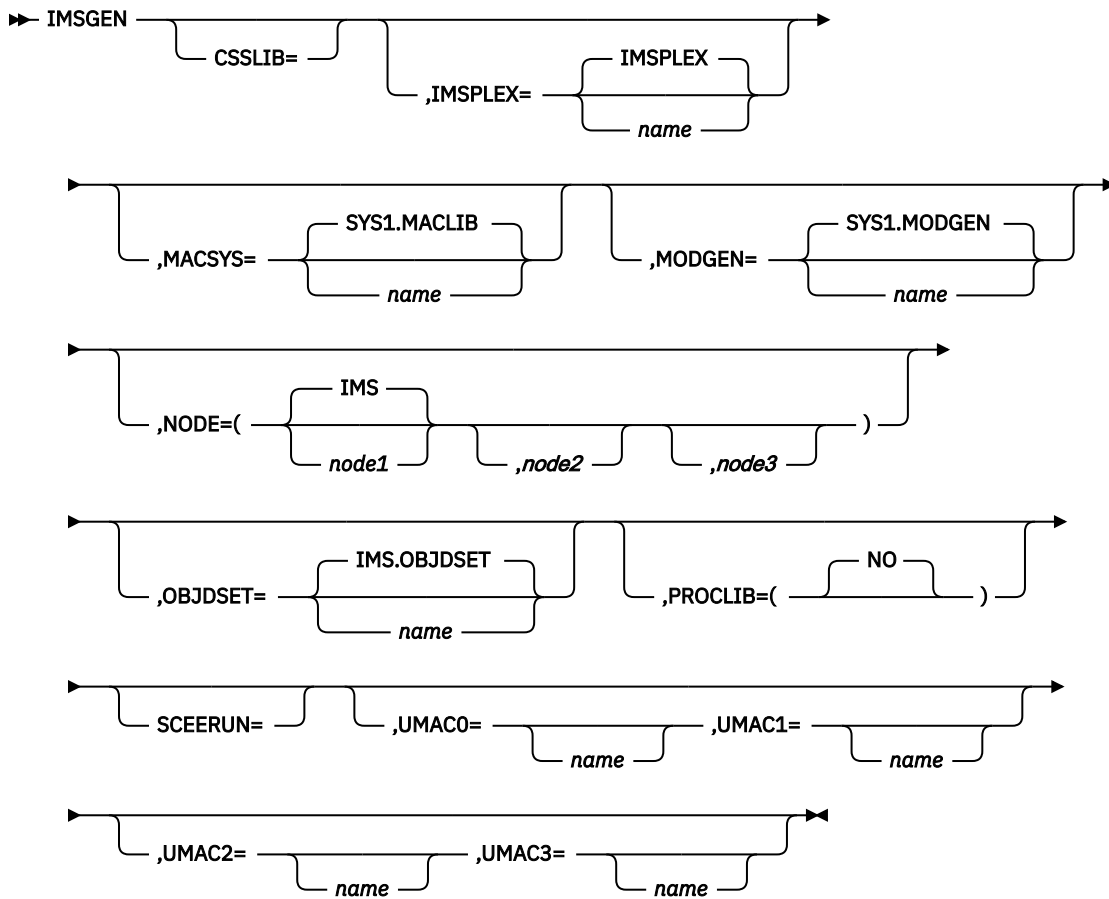 IMSGEN
CSSLIB=
,IMSPLEX=
IMSPLEX
name
,MACSYS=
SYS1.MACLIB
name
,MODGEN=
SYS1.MODGEN
name
,NODE=(
IMS
node1
,node2
,node3
)
,OBJDSET=
IMS.OBJDSET
name
,PROCLIB=(
NO
)
SCEERUN=
,UMAC0=
name
,UMAC1=
name
,UMAC2=
name
,UMAC3=
name